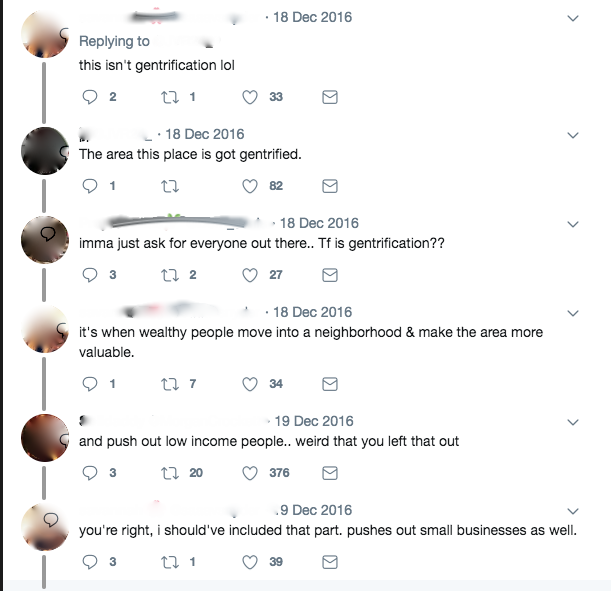 · 18 Dec 2016
Replying to
this isn't gentrification lol
2 1 33
· 18 Dec 2016
The area this place is got gentrified.
1 82
· 18 Dec 2016
imma just ask for everyone out there.. Tf is gentrification??
3 2 27
· 18 Dec 2016
it's when wealthy people move into a neighborhood & make the area more
valuable.
1 7 34
· 19 Dec 2016
and push out low income people.. weird that you left that out
3 20 376
9 Dec 2016
you're right, i should've included that part. pushes out small businesses as well.
3 1 39